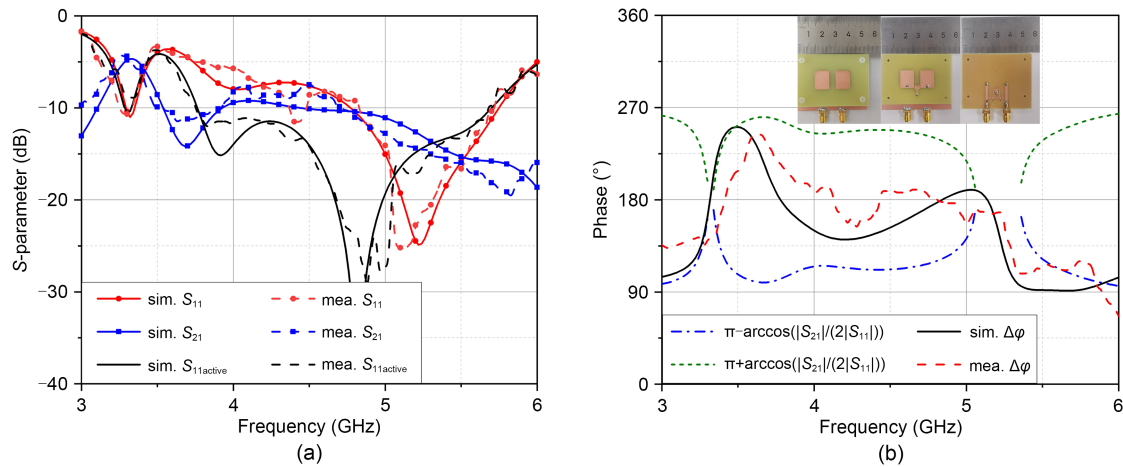 0
−10
−20
−30
−40
S-parameter (dB)
sim. S11
mea. S11
sim. S21
mea. S21
sim. S11active
mea. S11active
3 4 5 6
Frequency (GHz)
(a)
360
270
180
90
0
Phase (°)
1 2 3 4 5 6
1 2 3 4 5 6
1 2 3 4 5 6
π−arccos(|S21|/(2|S11|))
sim. Δφ
π+arccos(|S21|/(2|S11|))
mea. Δφ
3 4 5 6
Frequency (GHz)
(b)